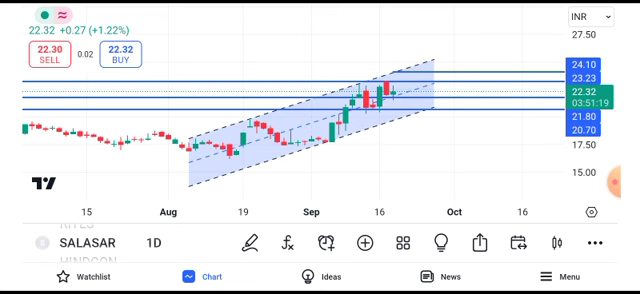 INR
22.32 +0.27 (+1.22%)
27.50
22.30
SELL
0.02
22.32
BUY
24.10
23.23
22.32
03:51:19
21.80
20.70
17.50
15.00
15 Aug 19 Sep 16 Oct 16
SALASAR 1D
Watchlist Chart Ideas News Menu